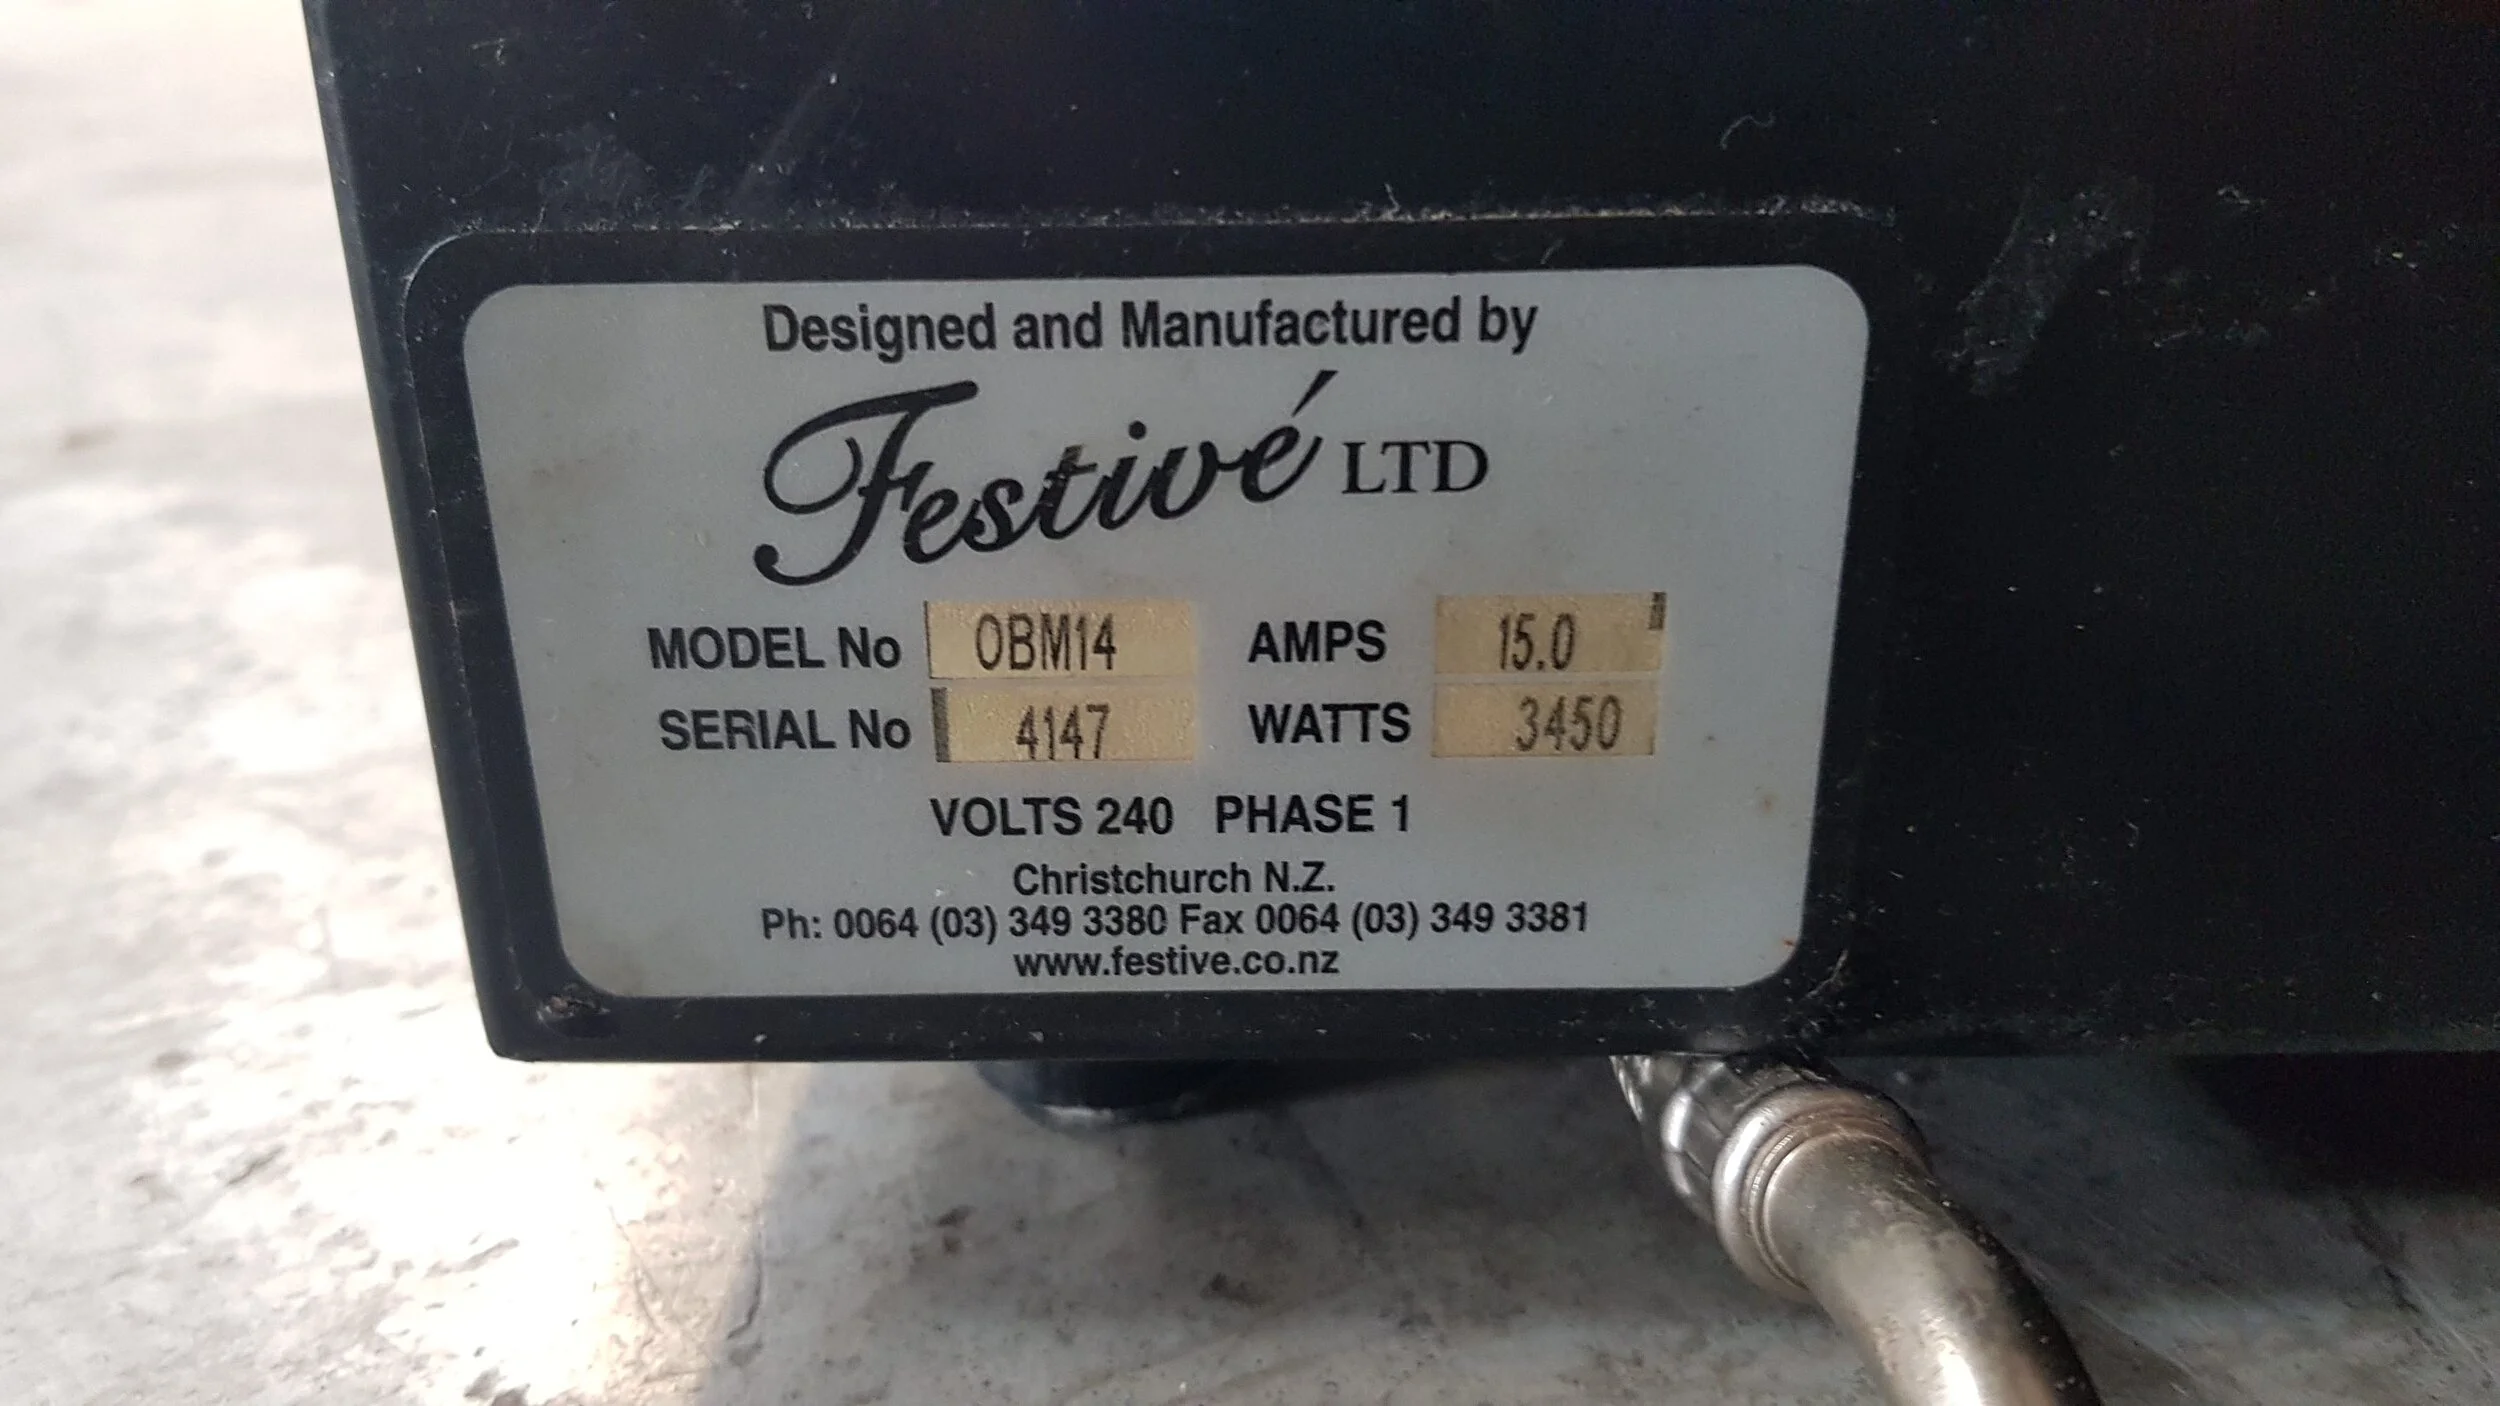 Designed and Manufactured by
Festivé LTD
MODEL No OBM14 AMPS 15.0
SERIAL No 4147 WATTS 3450
VOLTS 240 PHASE 1
Christchurch N.Z.
Ph: 0064 (03) 349 3380 Fax 0064 (03) 349 3381
www.festive.co.nz